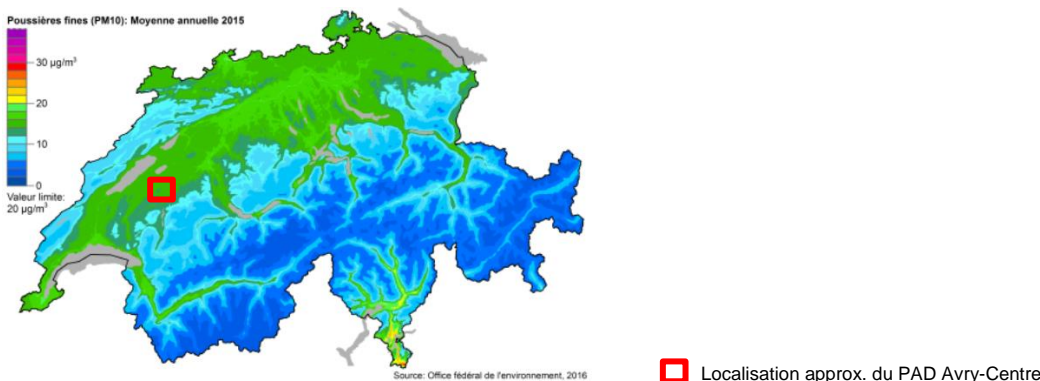 Poussières fines (PM10): Moyenne annuelle 2015
30 µg/m³
20
10
0
Valeur limite:
20 µg/m³
Source: Office fédéral de l'environnement, 2016
Localisation approx. du PAD Avry-Centre